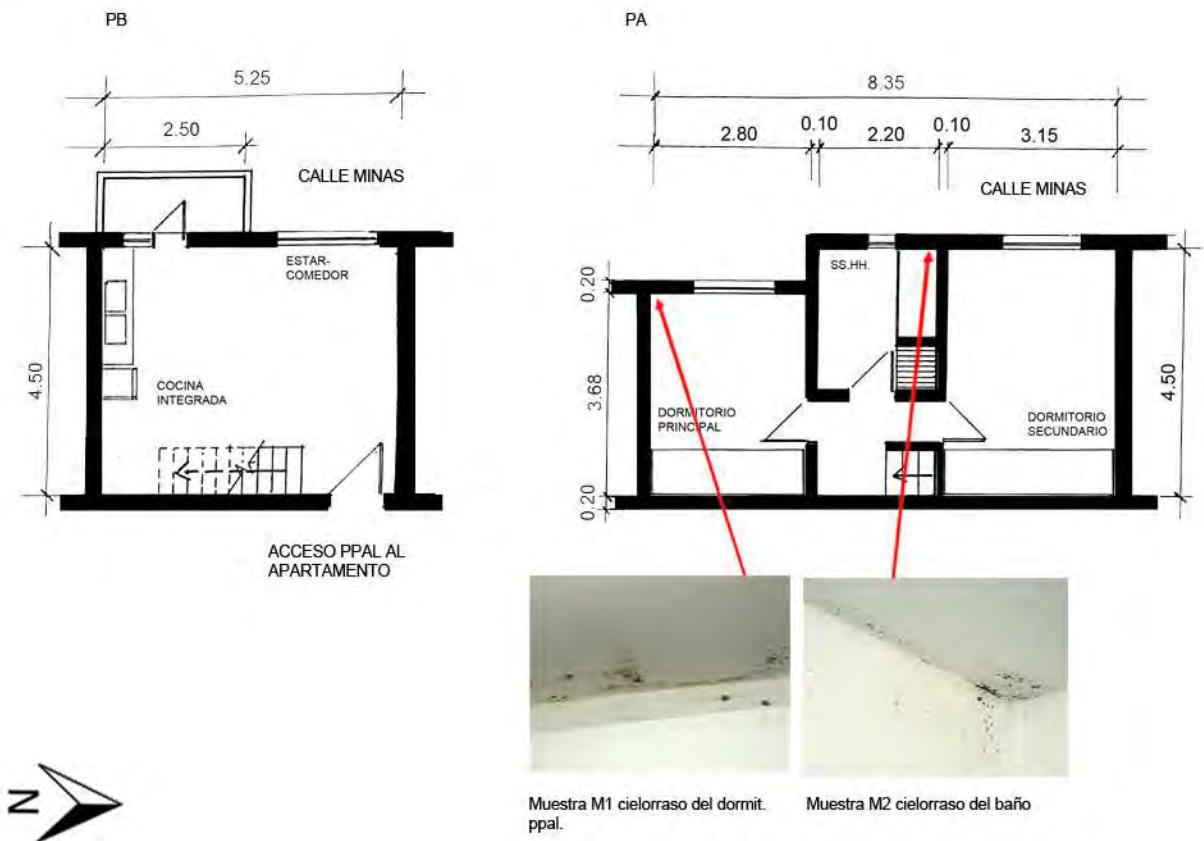 PB
5.25
2.50
CALLE MINAS
ESTAR-
COMEDOR
4.50
COCINA
INTEGRADA
ACCESO PPAL AL
APARTAMENTO
PA
8.35
2.80
0.10
2.20
0.10
3.15
CALLE MINAS
SS.HH.
0.20
3.68
0.20
DORMITORIO
PRINCIPAL
DORMITORIO
SECUNDARIO
4.50
Muestra M1 cielorraso del dormit.
ppal.
Muestra M2 cielorraso del baño
N